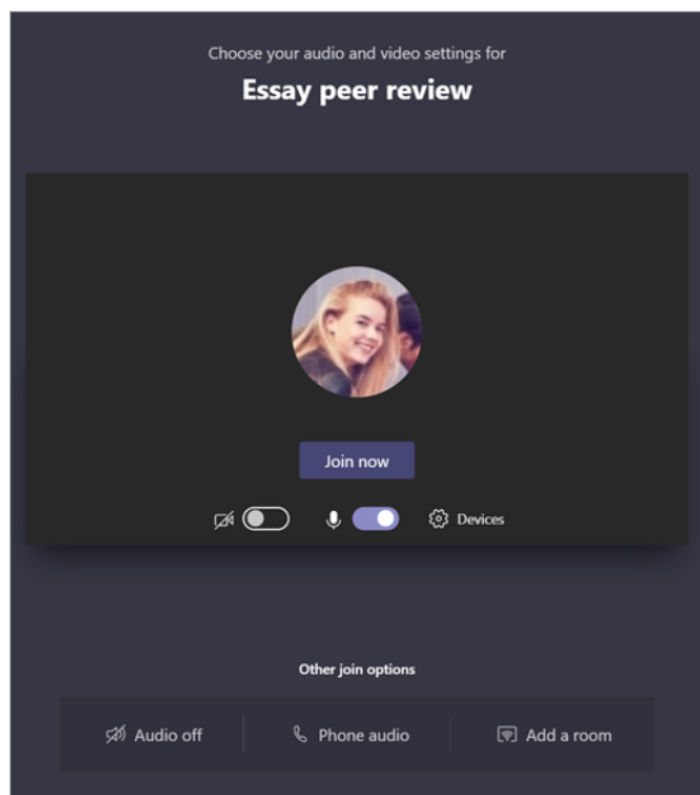 Choose your audio and video settings for
Essay peer review
Join now
Devices
Other join options
Audio off
Phone audio
Add a room